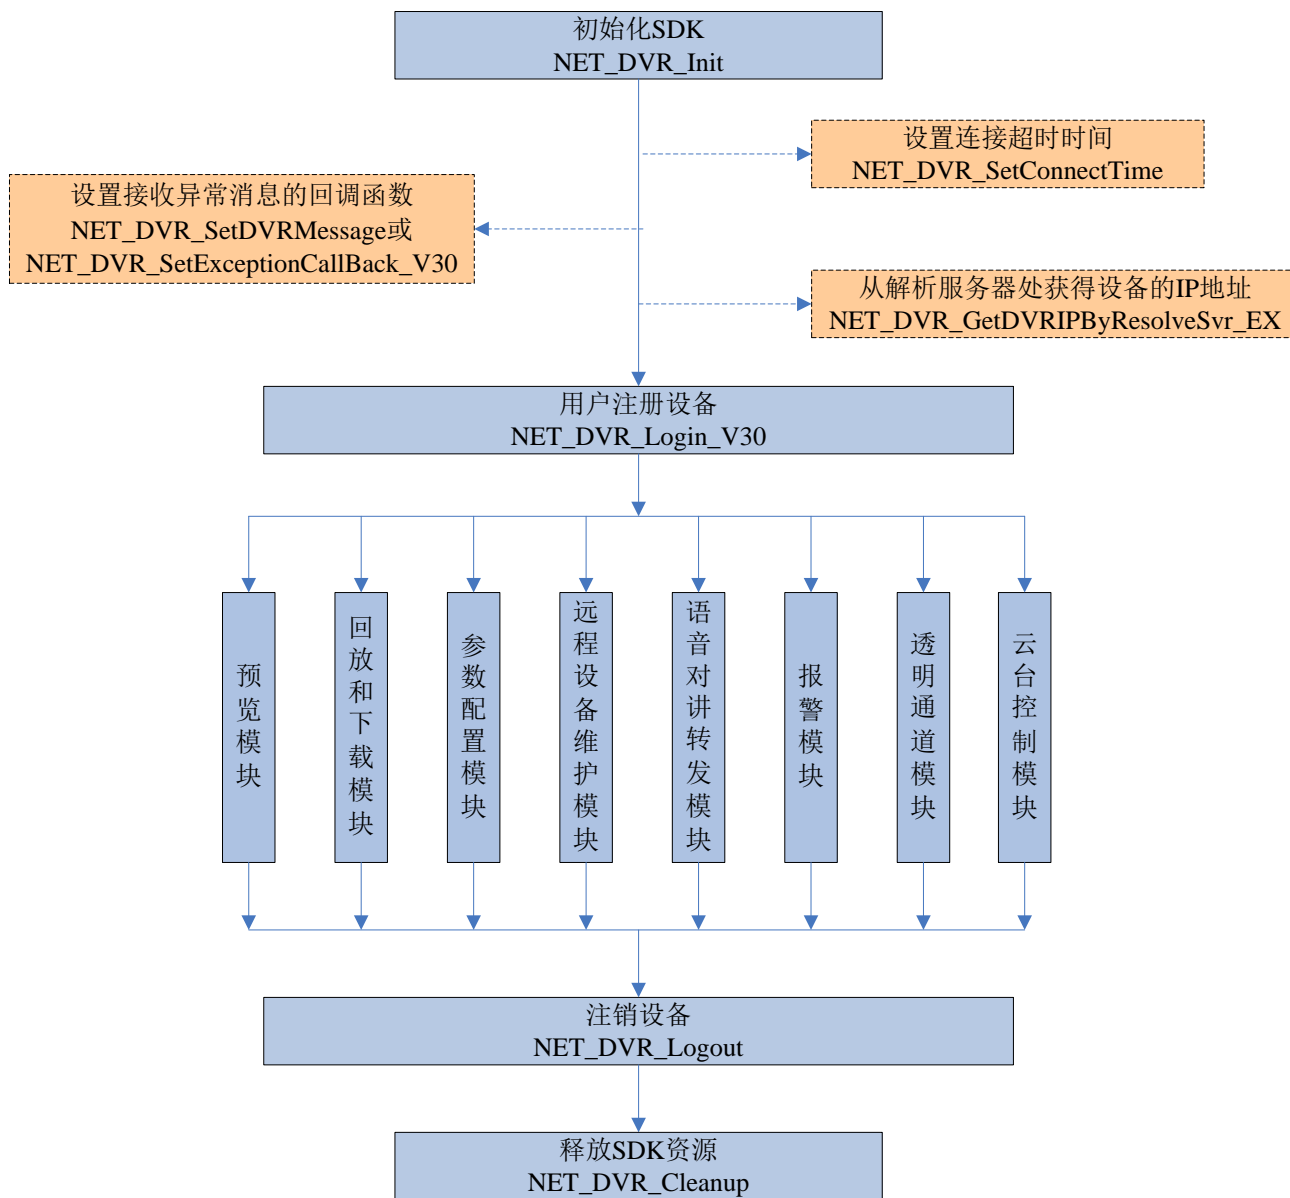 初始化SDK
NET_DVR_Init
设置连接超时时间
NET_DVR_SetConnectTime
设置接收异常消息的回调函数
NET_DVR_SetDVRMessage或
NET_DVR_SetExceptionCallBack_V30
从解析服务器处获得设备的IP地址
NET_DVR_GetDVRIPByResolveSvr_EX
用户注册设备
NET_DVR_Login_V30
预览模块
回放和下载模块
参数配置模块
远程设备维护模块
语音对讲转发模块
报警模块
透明通道模块
云台控制模块
注销设备
NET_DVR_Logout
释放SDK资源
NET_DVR_Cleanup